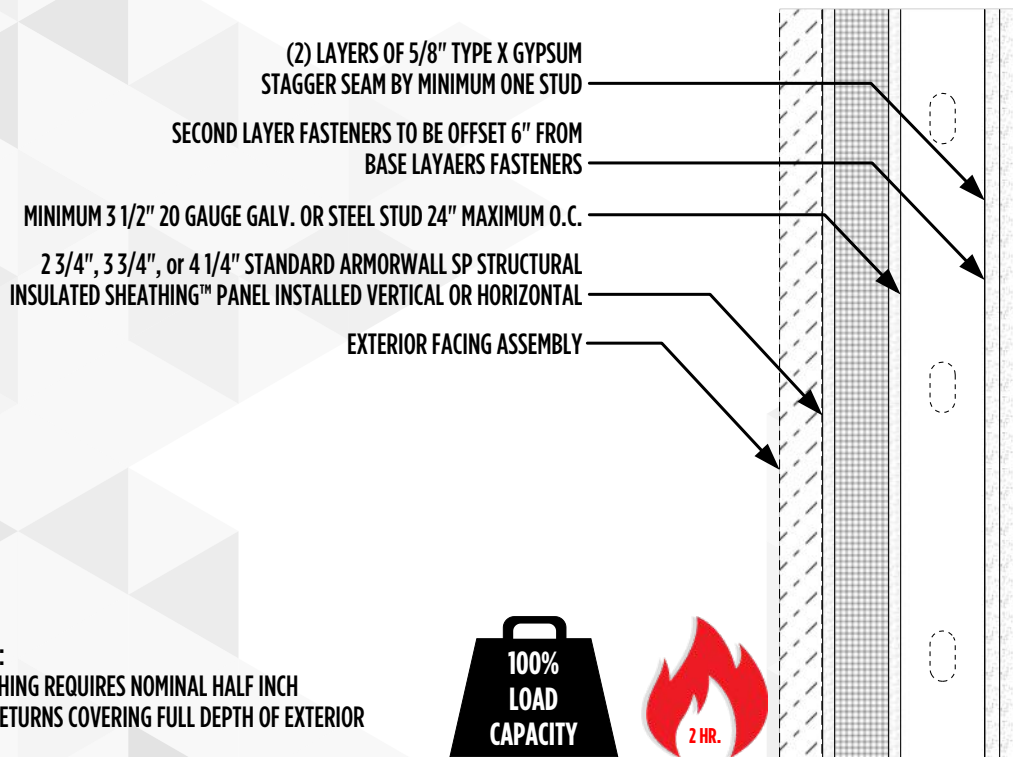 (2) LAYERS OF 5/8" TYPE X GYPSUM
STAGGER SEAM BY MINIMUM ONE STUD
SECOND LAYER FASTENERS TO BE OFFSET 6" FROM
BASE LAYAERS FASTENERS
MINIMUM 3 1/2" 20 GAUGE GALV. OR STEEL STUD 24" MAXIMUM O.C.
2 3/4", 3 3/4", or 4 1/4" STANDARD ARMORWALL SP STRUCTURAL
INSULATED SHEATHING™ PANEL INSTALLED VERTICAL OR HORIZONTAL
EXTERIOR FACING ASSEMBLY
:
HING REQUIRES NOMINAL HALF INCH
ETURNS COVERING FULL DEPTH OF EXTERIOR
100%
LOAD
CAPACITY
2 HR.